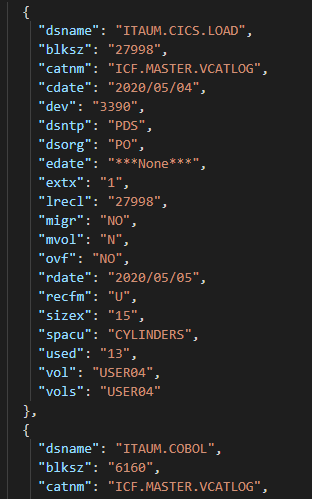 {
"dsname": "ITAUM.CICS.LOAD",
"blksz": "27998",
"catnm": "ICF.MASTER.VCATLOG",
"cdate": "2020/05/04",
"dev": "3390",
"dsntp": "PDS",
"dsorg": "PO",
"edate": "***None***",
"extx": "1",
"lrecl": "27998",
"migr": "NO",
"mvol": "N",
"ovf": "NO",
"rdate": "2020/05/05",
"recfm": "U",
"sizex": "15",
"spacu": "CYLINDERS",
"used": "13",
"vol": "USER04",
"vols": "USER04"
},
{
"dsname": "ITAUM.COBOL",
"blksz": "6160",
"catnm": "ICF.MASTER.VCATLOG",